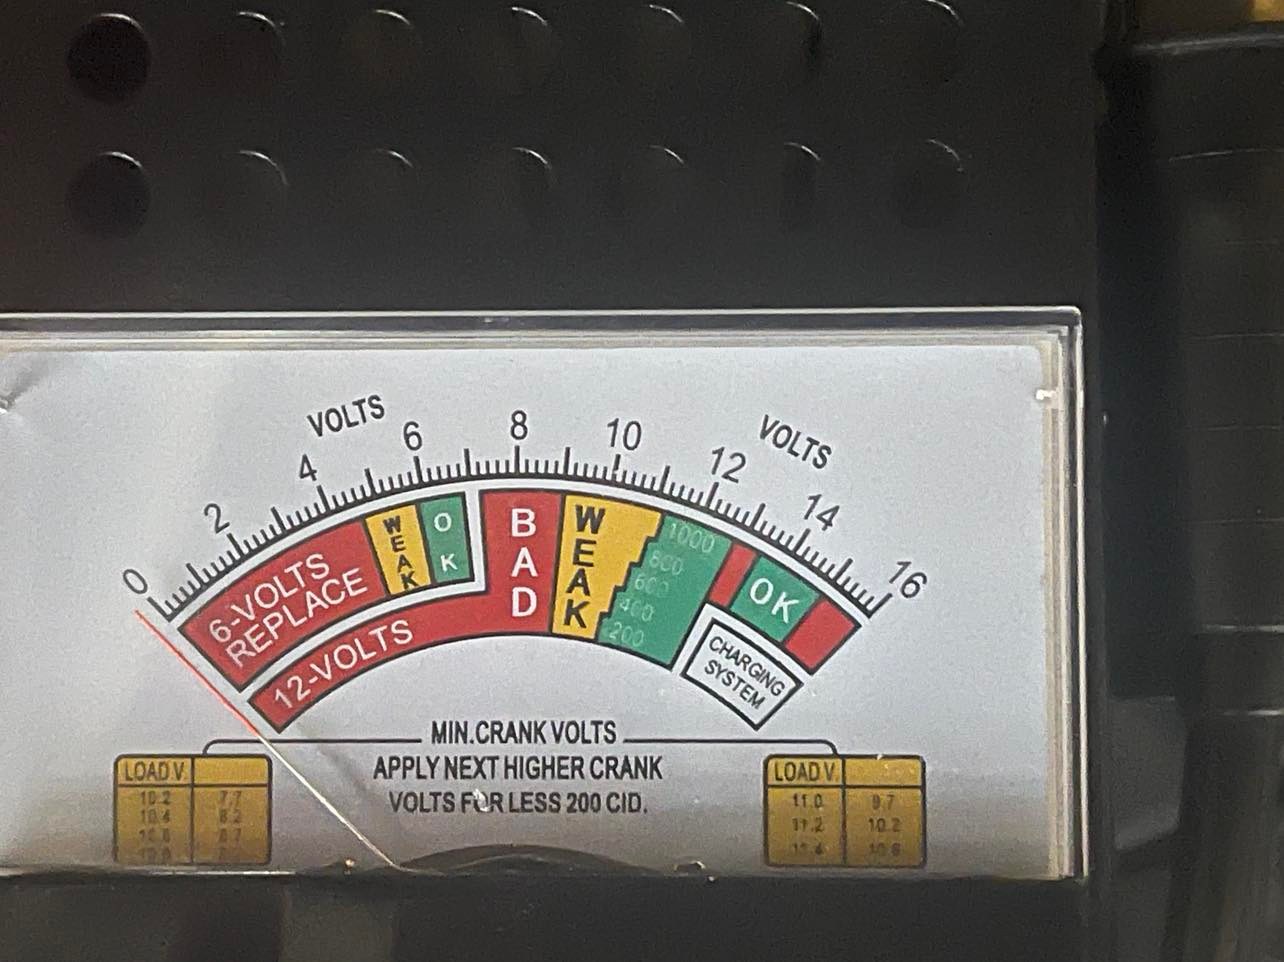 VOLTS
VOLTS
0 2 4 6 8 10 12 14 16
6-VOLTS
REPLACE
WEAK
OK
12-VOLTS
BAD
WEAK
1000
800
600
400
200
OK
CHARGING
SYSTEM
MIN.CRANK VOLTS
APPLY NEXT HIGHER CRANK
VOLTS FOR LESS 200 CID.
LOAD V.
10.2 7.7
10.4 8.2
LOAD V.
11.0 9.7
11.2 10.2